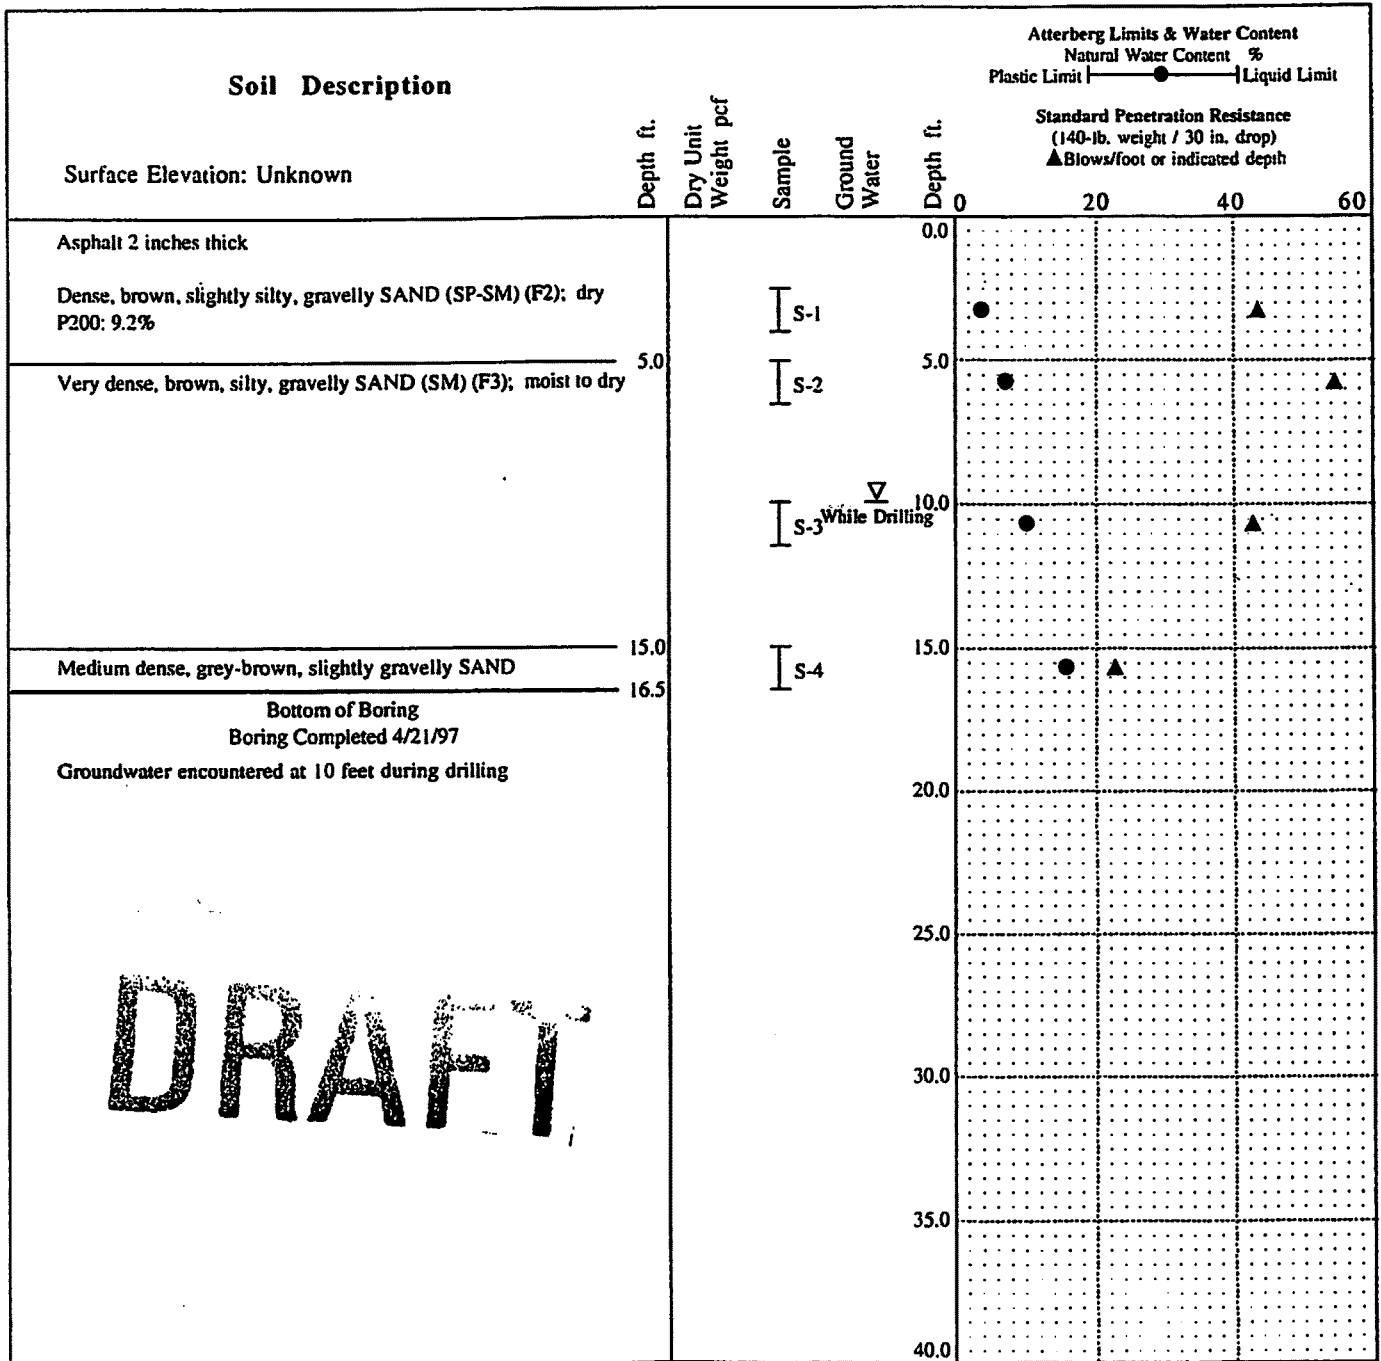 Atterberg Limits & Water Content
Natural Water Content %
Plastic Limit Liquid Limit
Standard Penetration Resistance
(140-lb. weight / 30 in. drop)
▲Blows/foot or indicated depth
Soil Description
Surface Elevation: Unknown
Depth ft.
Dry Unit Weight pcf
Sample
Ground Water
Depth ft.
0 20 40 60
0.0
Asphalt 2 inches thick
Dense, brown, slightly silty, gravelly SAND (SP-SM) (F2); dry
P200: 9.2%
S-1
5.0 5.0
Very dense, brown, silty, gravelly SAND (SM) (F3); moist to dry
S-2
10.0
S-3 While Drilling
15.0 15.0
Medium dense, grey-brown, slightly gravelly SAND
S-4
16.5
Bottom of Boring
Boring Completed 4/21/97
Groundwater encountered at 10 feet during drilling
20.0
25.0
DRAFT
30.0
35.0
40.0